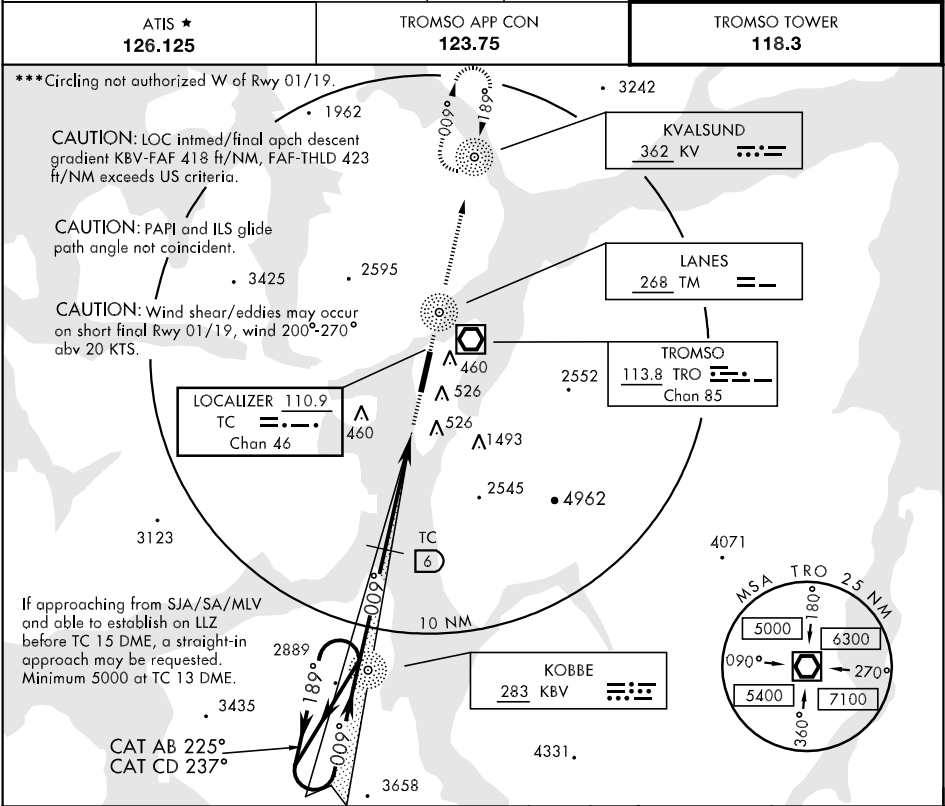 ATIS ★
126.125
TROMSO APP CON
123.75
TROMSO TOWER
118.3
***Circling not authorized W of Rwy 01/19.
1962
3242
CAUTION: LOC intmed/final apch descent
gradient KBV-FAF 418 ft/NM, FAF-THLD 423
ft/NM exceeds US criteria.
009°
189°
KVALSUND
362 KV
CAUTION: PAPI and ILS glide
path angle not coincident.
3425
2595
LANES
268 TM
CAUTION: Wind shear/eddies may occur
on short final Rwy 01/19, wind 200°-270°
abv 20 KTS.
TROMSO
113.8 TRO
Chan 85
460
2552
526
LOCALIZER 110.9
TC
Chan 46
460
526
1493
2545
4962
3123
TC
6
4071
009°
10 NM
If approaching from SJA/SA/MLV
and able to establish on LLZ
before TC 15 DME, a straight-in
approach may be requested.
Minimum 5000 at TC 13 DME.
2889
189°
009°
3435
KOBBE
283 KBV
MSA TRO 25 NM
180°
5000
6300
090°
270°
5400
7100
360°
CAT AB 225°
CAT CD 237°
4331
3658